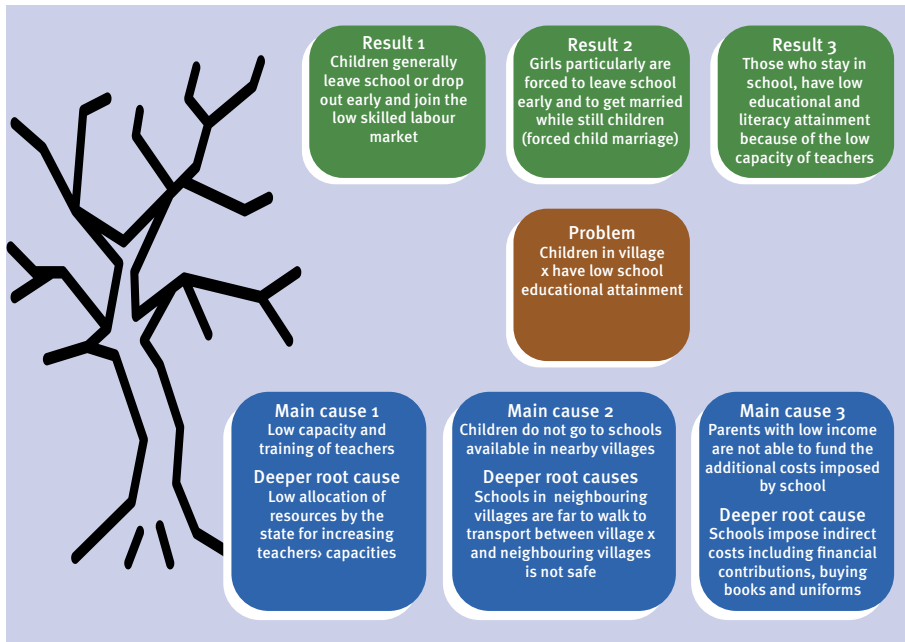 Result 1
Children generally
leave school or drop
out early and join the
low skilled labour
market
Result 2
Girls particularly are
forced to leave school
early and to get married
while still children
(forced child marriage)
Result 3
Those who stay in
school, have low
educational and
literacy attainment
because of the low
capacity of teachers
Problem
Children in village
x have low school
educational attainment
Main cause 1
Low capacity and
training of teachers
Deeper root cause
Low allocation of
resources by the
state for increasing
teachers› capacities
Main cause 2
Children do not go to schools
available in nearby villages
Deeper root causes
Schools in neighbouring
villages are far to walk to
transport between village x
and neighbouring villages
is not safe
Main cause 3
Parents with low income
are not able to fund the
additional costs imposed
by school
Deeper root cause
Schools impose indirect
costs including financial
contributions, buying
books and uniforms